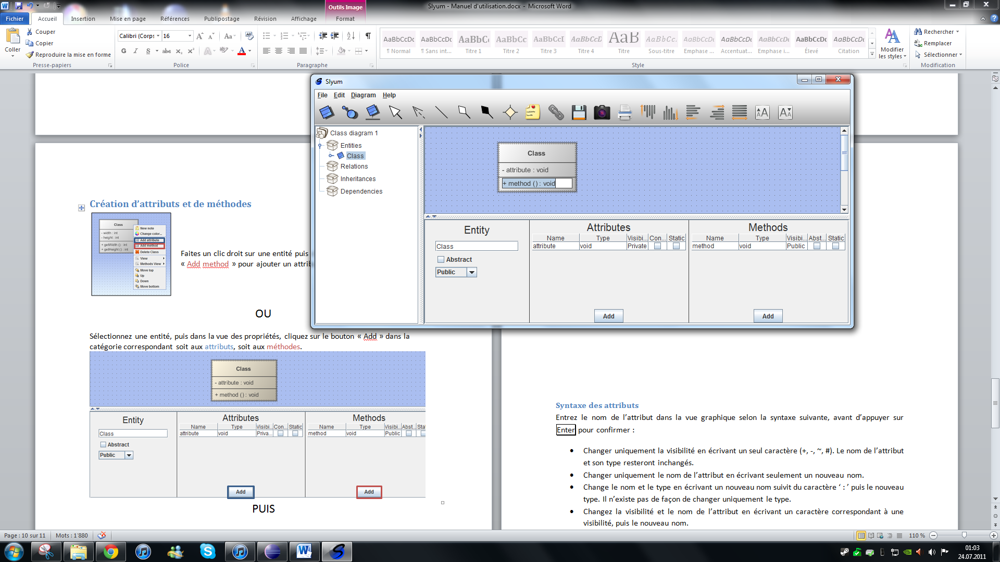 Slyum - Manuel d'utilisation.docx - Microsoft Word
Outils Image
Fichier Accueil Insertion Mise en page Références Publipostage Révision Affichage Format
Coller
Couper
Copier
Reproduire la mise en forme
Presse-papiers
Calibri (Corps 16
Police
Paragraphe
AaBbCcDc AaBbCcDc AaBbC AaBbCc AaBbCcI AaBbCcD AaB AaBbCc. AaBbCcDc AaBbCcDc AaBbCcDc AaBbCcDc AaBbCcDc
¶ Normal ¶ Sans int... Titre 1 Titre 2 Titre 3 Titre 4 Titre Sous-titre Emphase ... Accentuat... Emphase i... Élevé Citation
Style
Modifier
les styles
Rechercher
Remplacer
Sélectionner
Modification
Slyum
File Edit Diagram Help
Class diagram 1
Entities
Class
Relations
Inheritances
Dependencies
Class
- attribute : void
+ method () : void
Entity
Class
Abstract
Public
Attributes
Name Type Visibi... Con... Static
attribute void Private
Add
Methods
Name Type Visibi... Abst... Static
method void Public
Add
Création d'attributs et de méthodes
Class
- width : int
- height : int
+ getWidth () : int
+ getHeight () : int
New note
Change color...
Add attribute
Add method
Delete Class
View
Methods View
Move top
Up
Down
Move bottom
Faites un clic droit sur une entité puis
« Add method » pour ajouter un attrib
OU
Sélectionnez une entité, puis dans la vue des propriétés, cliquez sur le bouton « Add » dans la
catégorie correspondant soit aux attributs, soit aux méthodes.
Class
- attribute : void
+ method () : void
Entity
Class
Abstract
Public
Attributes
Name Type Visibi... Con... Static
attribute void Priva...
Add
Methods
Name Type Visibi... Abst... Sta
method void Public
Add
PUIS
Syntaxe des attributs
Entrez le nom de l'attribut dans la vue graphique selon la syntaxe suivante, avant d'appuyer sur
Enter pour confirmer :
• Changer uniquement la visibilité en écrivant un seul caractère (+, -, ~, #). Le nom de l'attribut
et son type resteront inchangés.
• Changer uniquement le nom de l'attribut en écrivant seulement un nouveau nom.
• Change le nom et le type en écrivant un nouveau nom suivit du caractère ‘ : ’ puis le nouveau
type. Il n'existe pas de façon de changer uniquement le type.
• Changez la visibilité et le nom de l'attribut en écrivant un caractère correspondant à une
visibilité, puis le nouveau nom.
Page : 10 sur 11 Mots : 1'880
110 %
01:03
24.07.2011